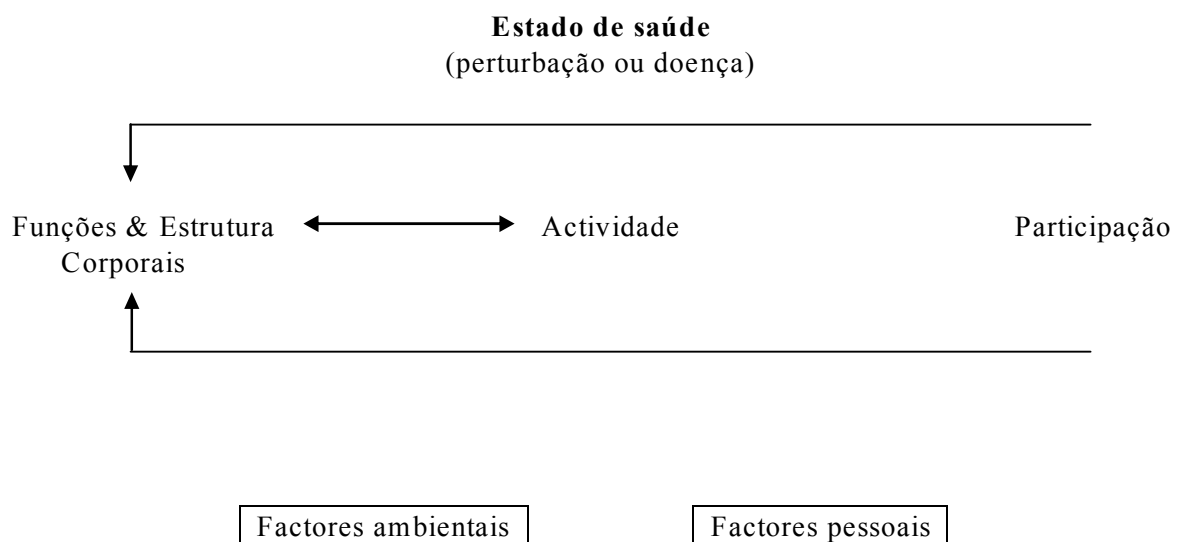 Estado de saúde
(perturbação ou doença)
Funções & Estrutura Actividade Participação
Corporais
Factores ambientais Factores pessoais